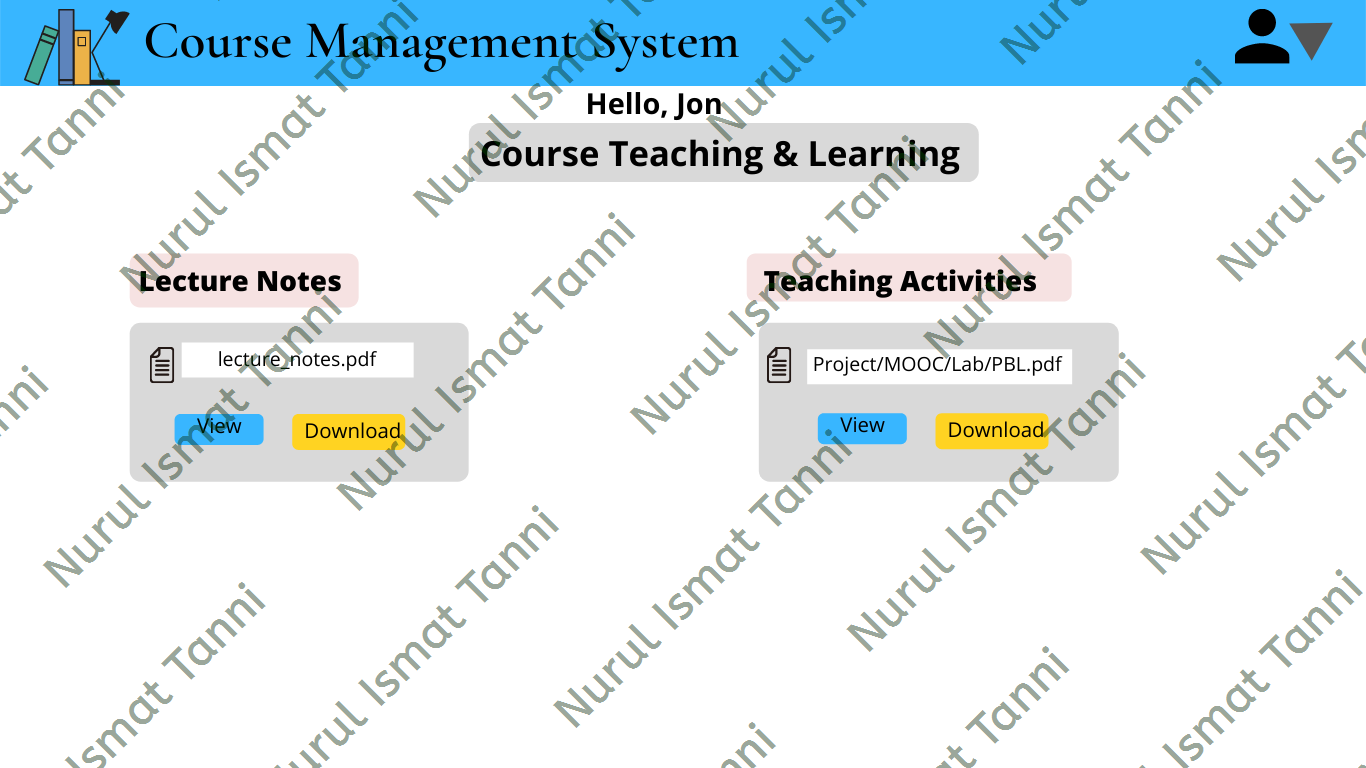 Course Management System
Hello, Jon
Course Teaching & Learning
Lecture Notes
Teaching Activities
lecture_notes.pdf
Project/MOOC/Lab/PBL.pdf
View
Download
View
Download
Nurul Ismat Tanni